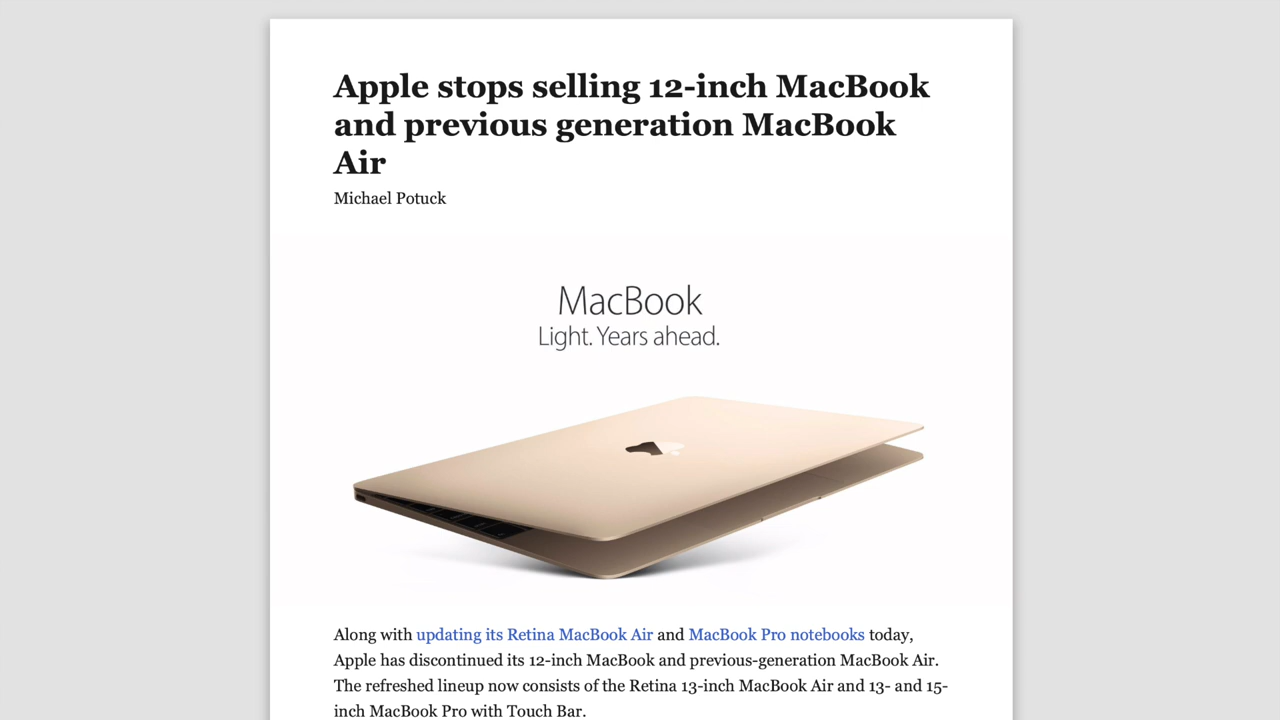 Apple stops selling 12-inch MacBook
and previous generation MacBook
Air
Michael Potuck
MacBook
Light. Years ahead.
Along with updating its Retina MacBook Air and MacBook Pro notebooks today,
Apple has discontinued its 12-inch MacBook and previous-generation MacBook Air.
The refreshed lineup now consists of the Retina 13-inch MacBook Air and 13- and 15-
inch MacBook Pro with Touch Bar.